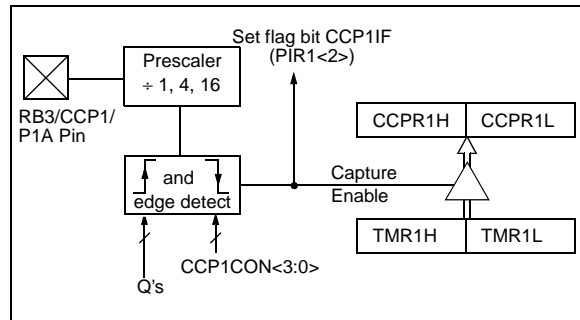 Set flag bit CCP1IF
(PIR1<2>)
Prescaler
÷ 1, 4, 16
RB3/CCP1/
P1A Pin
CCPR1H
CCPR1L
and
edge detect
Capture
Enable
TMR1H
TMR1L
CCP1CON<3:0>
Q's